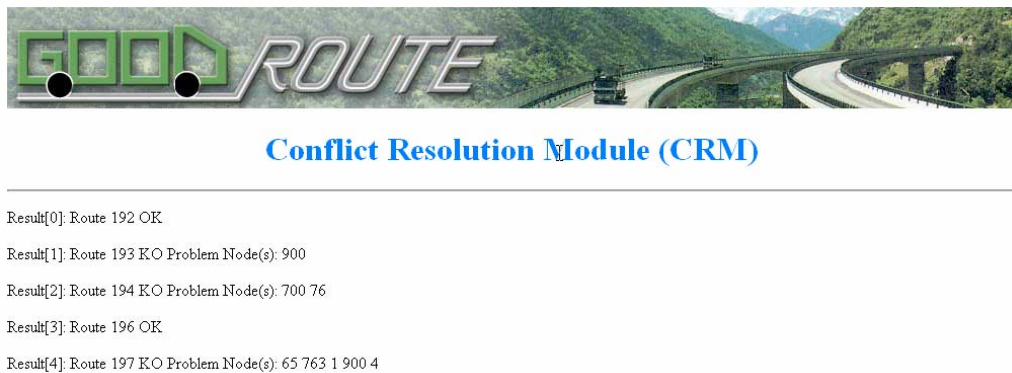 GOOD ROUTE
Conflict Resolution Module (CRM)
Result[0]: Route 192 OK
Result[1]: Route 193 KO Problem Node(s): 900
Result[2]: Route 194 KO Problem Node(s): 700 76
Result[3]: Route 196 OK
Result[4]: Route 197 KO Problem Node(s): 65 763 1 900 4